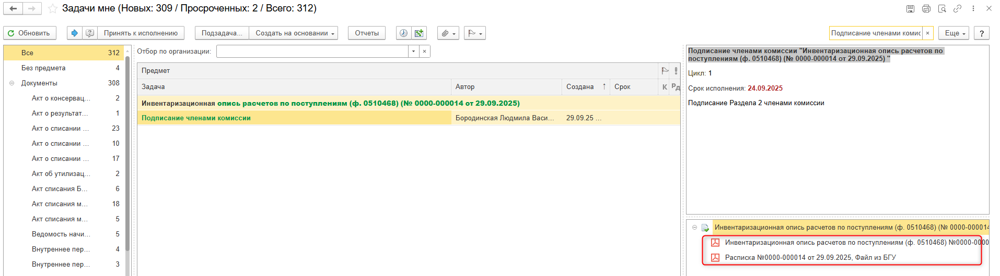 Задачи мне (Новых: 309 / Просроченных: 2 / Всего: 312)
Обновить
Принять к исполнению
Подзадача...
Создать на основании
Отчеты
Подписание членами комис
×
Еще
?
Все 312
Без предмета 4
Документы 308
Акт о консервац... 2
Акт о результат... 1
Акт о списании ... 23
Акт о списании ... 10
Акт о списании ... 17
Акт об утилизац... 2
Акт списания Б... 6
Акт списания м... 18
Акт списания м... 5
Ведомость начи... 5
Внутреннее пер... 4
Внутреннее пер... 3
Отбор по организации:
×
Предмет
Задача Автор Создана ↑ Срок К Рд
Инвентаризационная опись расчетов по поступлениям (ф. 0510468) (№ 0000-000014 от 29.09.2025)
Подписание членами комиссии Бородинская Людмила Васи... 29.09.25 ...
Подписание членами комиссии "Инвентаризационная опись расчетов по
поступлениям (ф. 0510468) (№ 0000-000014 от 29.09.2025) "
Цикл: 1
Срок исполнения: 24.09.2025
Подписание Раздела 2 членами комиссии
Инвентаризационная опись расчетов по поступлениям (ф. 0510468) (№ 0000-000014
Инвентаризационная опись расчетов по поступлениям (ф. 0510468) №0000-0000
Расписка №0000-000014 от 29.09.2025, Файл из БГУ